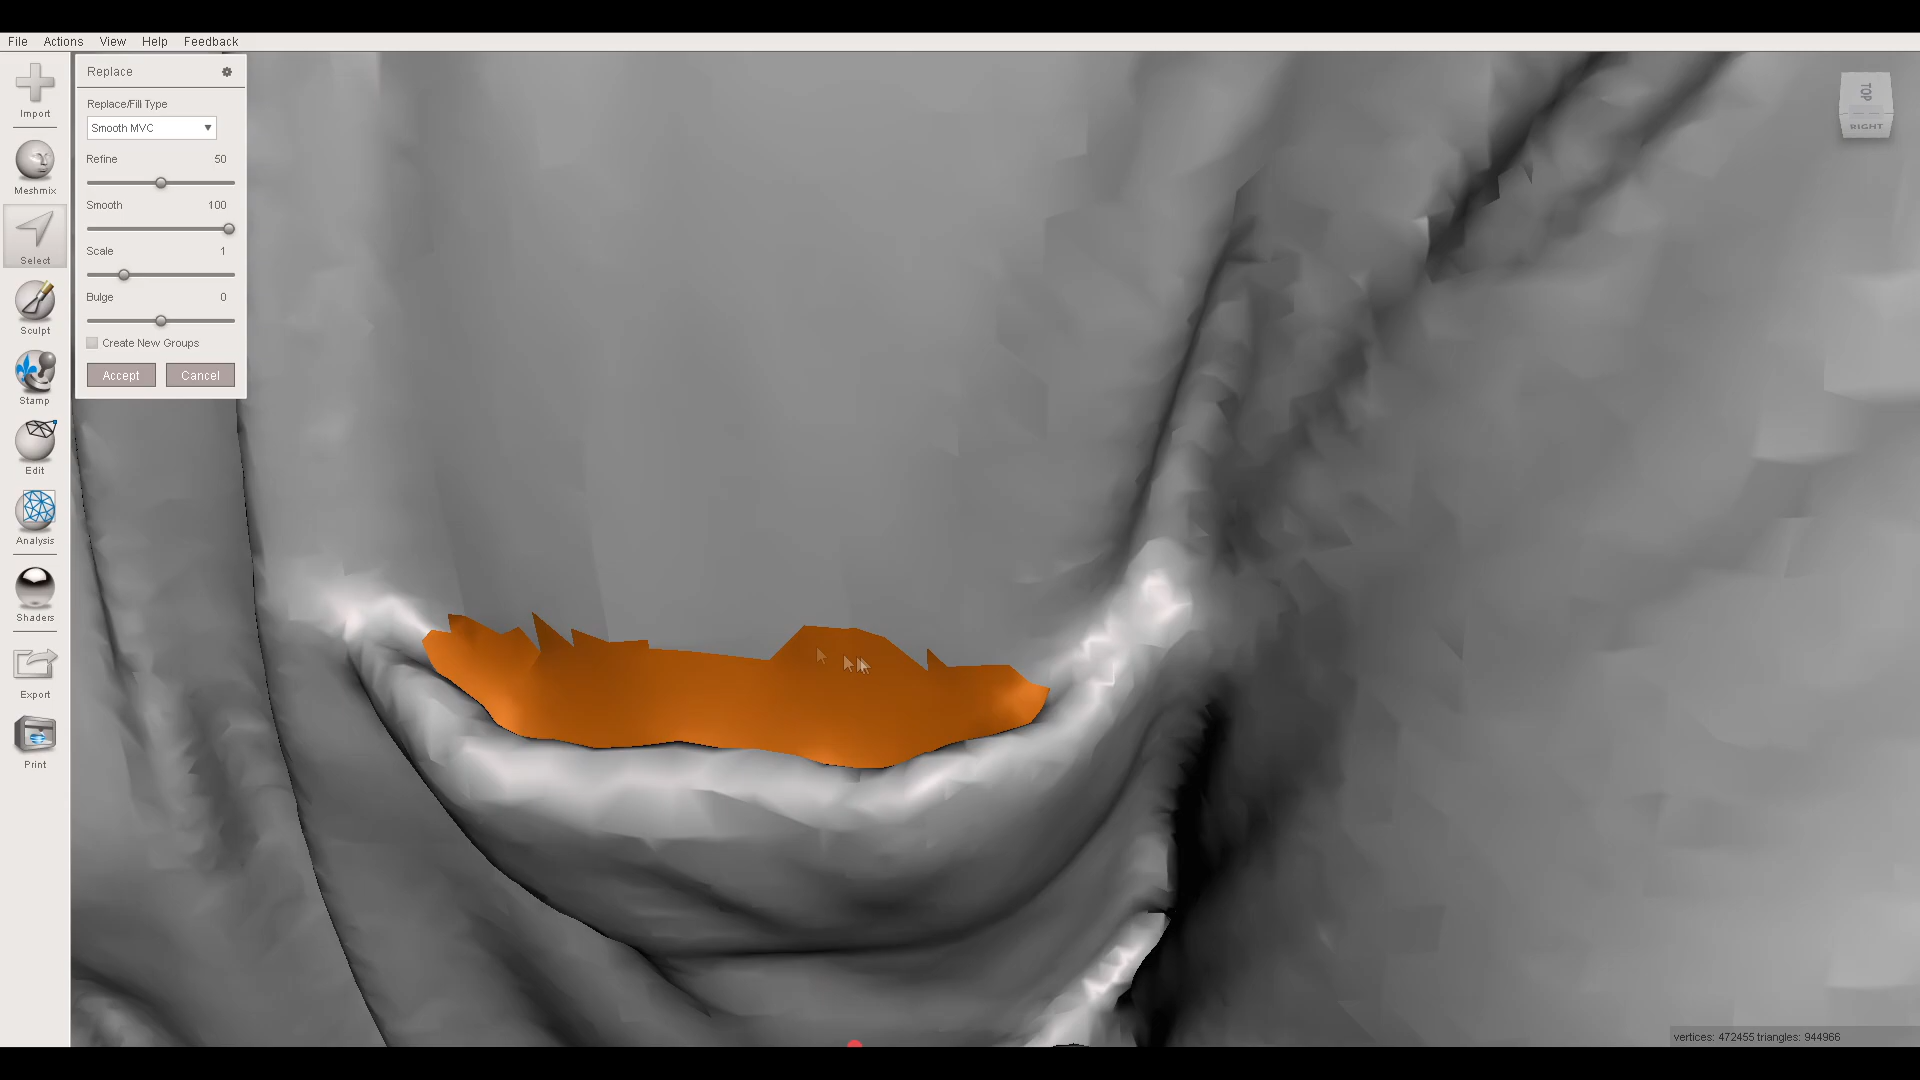 File Actions View Help Feedback
Import
Meshmix
Select
Sculpt
Stamp
Edit
Analysis
Shaders
Export
Print
Replace
Replace/Fill Type
Smooth MVC
Refine 50
Smooth 100
Scale 1
Bulge 0
Create New Groups
Accept Cancel
TOP
RIGHT
vertices: 472455 triangles: 944966